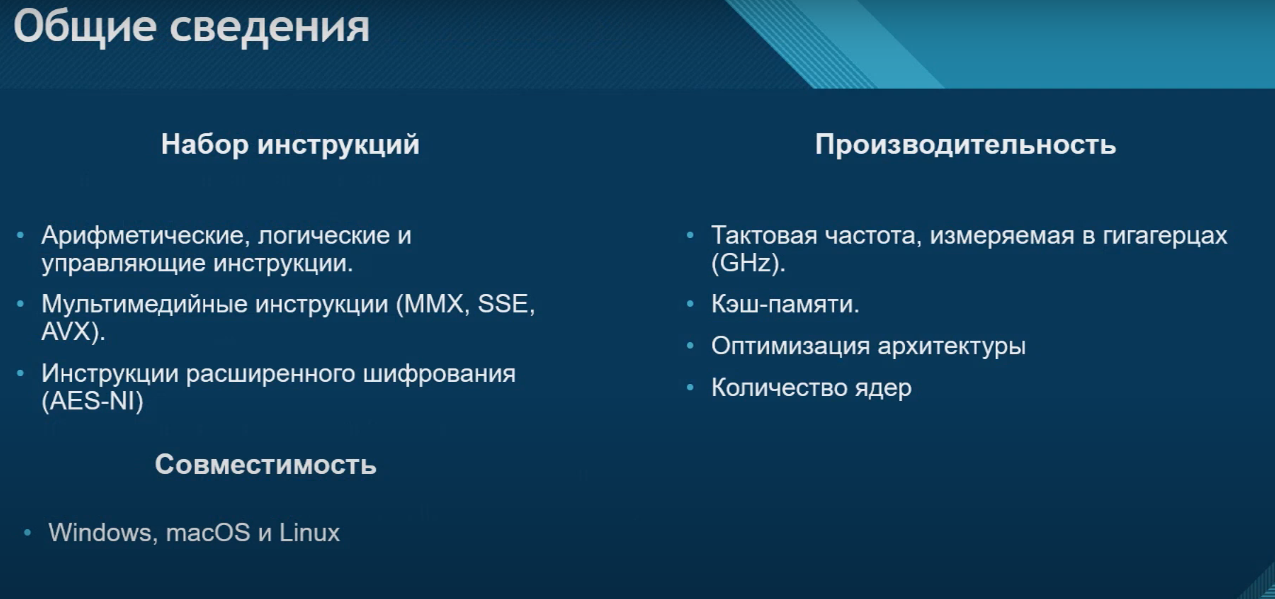 Общие сведения
Набор инструкций
• Арифметические, логические и
управляющие инструкции.
• Мультимедийные инструкции (MMX, SSE,
AVX).
• Инструкции расширенного шифрования
(AES-NI)
Совместимость
• Windows, macOS и Linux
Производительность
• Тактовая частота, измеряемая в гигагерцах
(GHz).
• Кэш-памяти.
• Оптимизация архитектуры
• Количество ядер